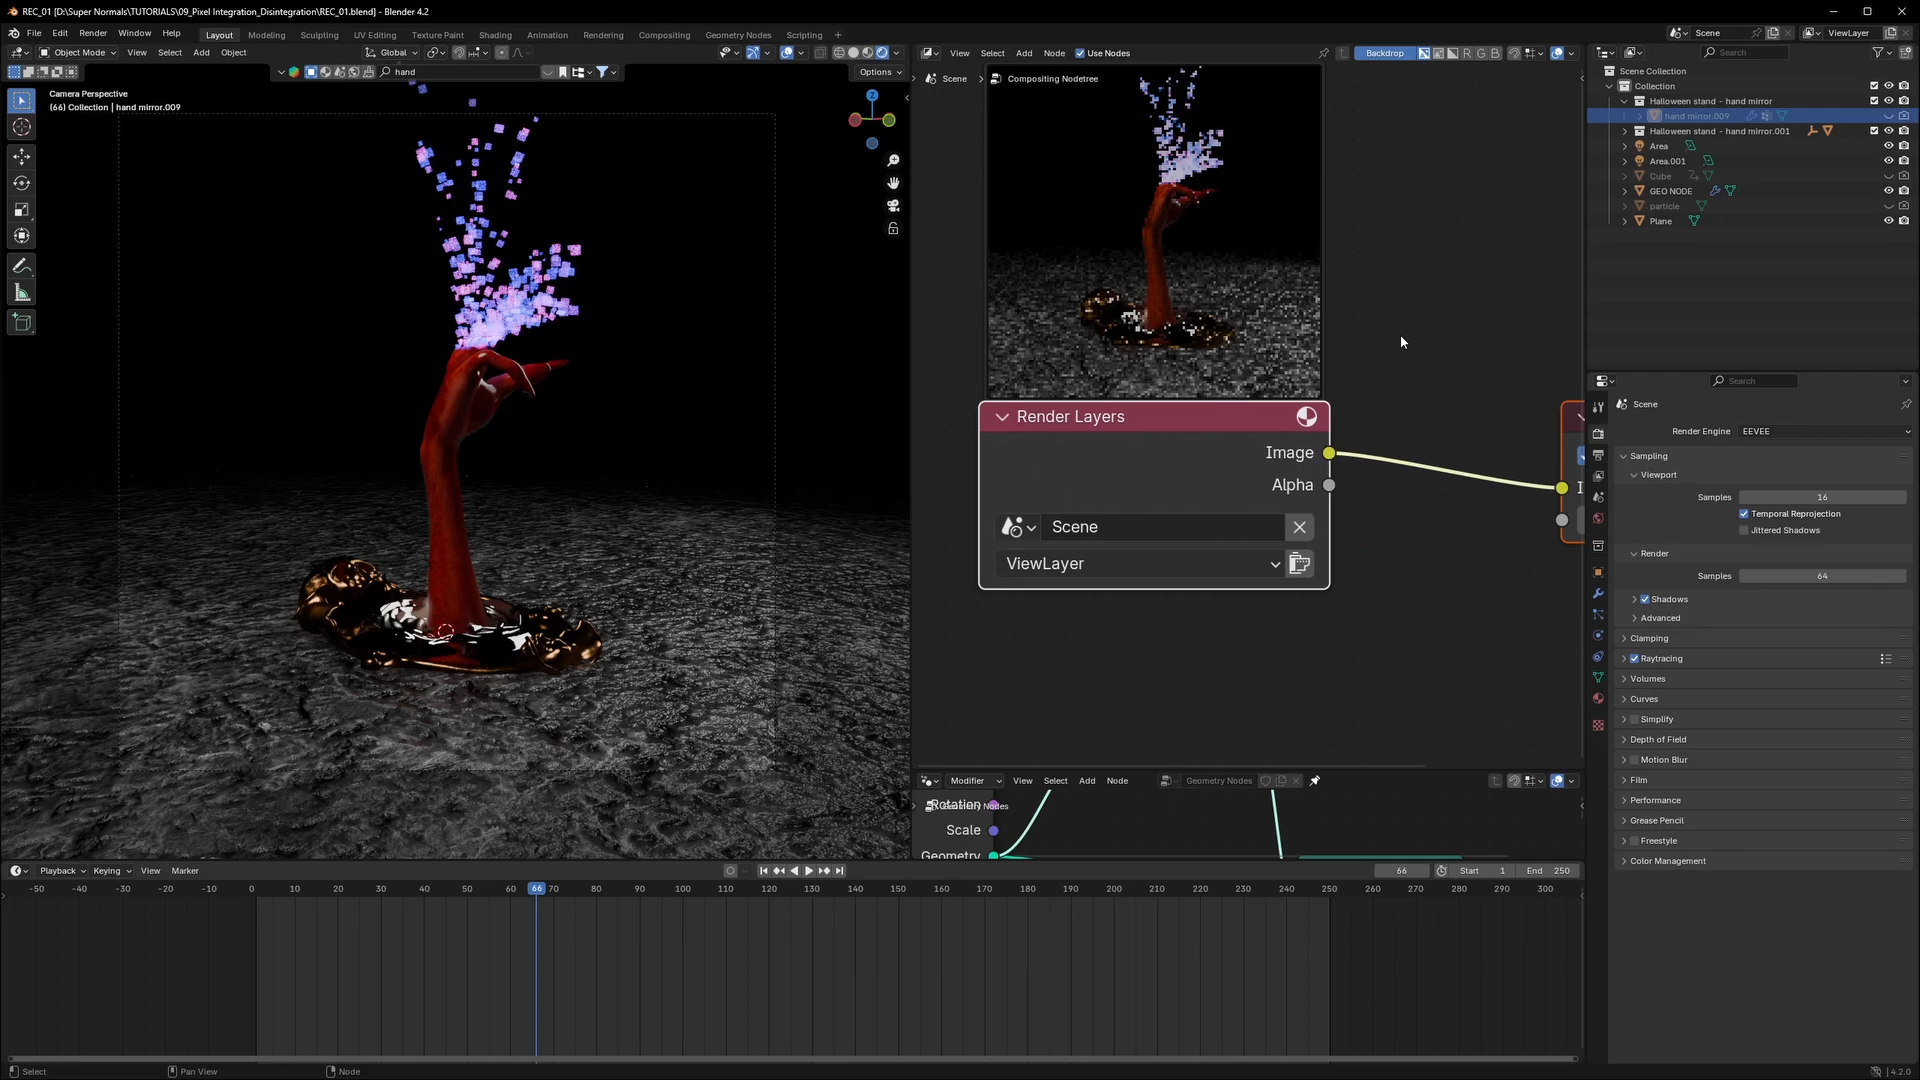 REC_01 [D:\Super Normals\TUTORIALS\09_Pixel Integration_Disintegration\REC_01.blend] - Blender 4.2
File Edit Render Window Help Layout Modeling Sculpting UV Editing Texture Paint Shading Animation Rendering Compositing Geometry Nodes Scripting + Scene ViewLayer
Object Mode View Select Add Object Global
View Select Add Node Use Nodes Backdrop R G B
Search
hand Options
Scene Compositing Nodetree
Camera Perspective
(66) Collection | hand mirror.009
Z
Scene Collection
Collection
Halloween stand - hand mirror
hand mirror.009
Halloween stand - hand mirror.001
Area
Area.001
Cube
GEO NODE
particle
Plane
Render Layers
Image
Alpha
Scene
ViewLayer
Search
Scene
Render Engine EEVEE
Sampling
Viewport
Samples 16
Temporal Reprojection
Jittered Shadows
Render
Samples 64
Shadows
Advanced
Clamping
Raytracing
Volumes
Curves
Simplify
Depth of Field
Motion Blur
Film
Performance
Grease Pencil
Freestyle
Color Management
Modifier View Select Add Node Geometry Nodes
Rotation
Scale
Geometry
Playback Keying View Marker 66 Start 1 End 250
-50 -40 -30 -20 -10 0 10 20 30 40 50 60 66 70 80 90 100 110 120 130 140 150 160 170 180 190 200 210 220 230 240 250 260 270 280 290 300
Select Pan View Node 4.2.0